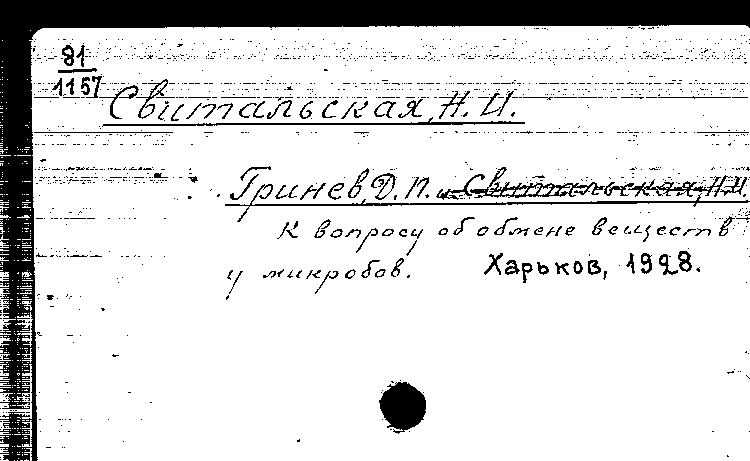 81
1157
Свитальская, Н. И.
Гринев, Д. П. и Свитальская, Н. И.
К вопросу об обмене веществ
у микробов. Харьков, 1928.